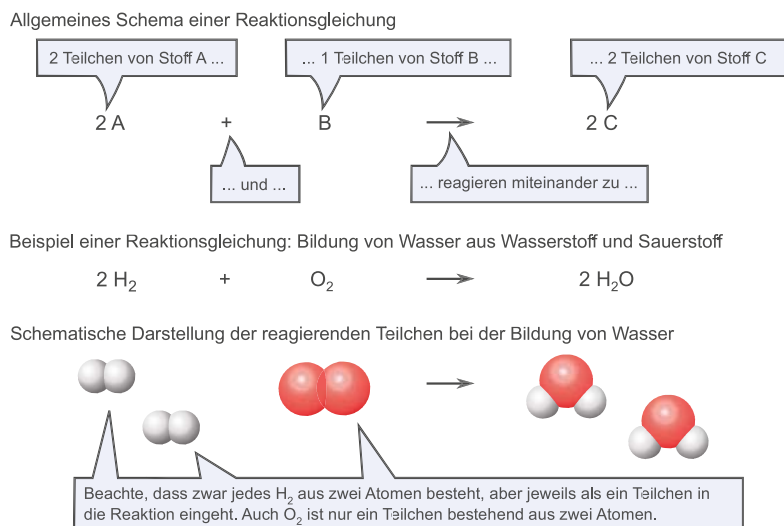 Allgemeines Schema einer Reaktionsgleichung
2 Teilchen von Stoff A ...
... 1 Teilchen von Stoff B ...
... 2 Teilchen von Stoff C
2 A + B → 2 C
... und ...
... reagieren miteinander zu ...
Beispiel einer Reaktionsgleichung: Bildung von Wasser aus Wasserstoff und Sauerstoff
2 H₂ + O₂ → 2 H₂O
Schematische Darstellung der reagierenden Teilchen bei der Bildung von Wasser
→
Beachte, dass zwar jedes H₂ aus zwei Atomen besteht, aber jeweils als ein Teilchen in
die Reaktion eingeht. Auch O₂ ist nur ein Teilchen bestehend aus zwei Atomen.